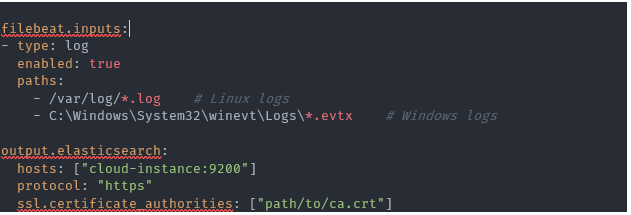 filebeat.inputs:
- type: log
  enabled: true
  paths:
    - /var/log/*.log    # Linux logs
    - C:\Windows\System32\winevt\Logs\*.evtx    # Windows logs
output.elasticsearch:
  hosts: ["cloud-instance:9200"]
  protocol: "https"
  ssl.certificate_authorities: ["path/to/ca.crt"]